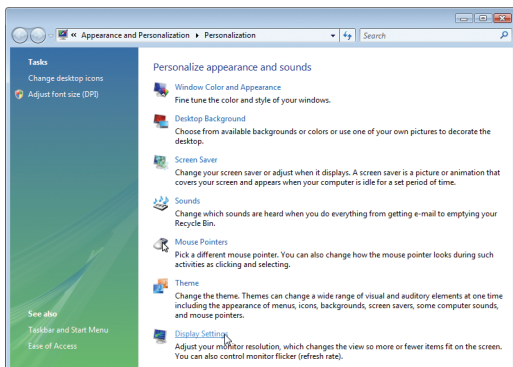 « Appearance and Personalization ▸ Personalization
Search
Tasks
Change desktop icons
Adjust font size (DPI)
See also
Taskbar and Start Menu
Ease of Access
Personalize appearance and sounds
Window Color and Appearance
Fine tune the color and style of your windows.
Desktop Background
Choose from available backgrounds or colors or use one of your own pictures to decorate the
desktop.
Screen Saver
Change your screen saver or adjust when it displays. A screen saver is a picture or animation that
covers your screen and appears when your computer is idle for a set period of time.
Sounds
Change which sounds are heard when you do everything from getting e-mail to emptying your
Recycle Bin.
Mouse Pointers
Pick a different mouse pointer. You can also change how the mouse pointer looks during such
activities as clicking and selecting.
Theme
Change the theme. Themes can change a wide range of visual and auditory elements at one time
including the appearance of menus, icons, backgrounds, screen savers, some computer sounds,
and mouse pointers.
Display Settings
Adjust your monitor resolution, which changes the view so more or fewer items fit on the screen.
You can also control monitor flicker (refresh rate).